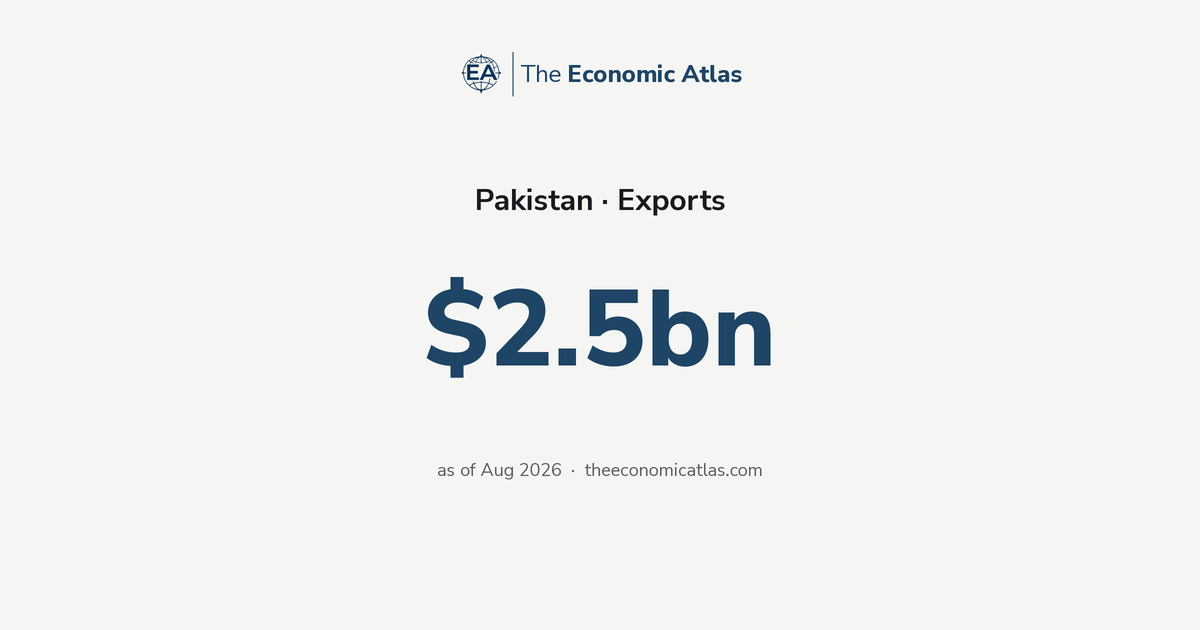 EA The Economic Atlas
Pakistan · Exports
$2.5bn
as of Aug 2026 · theeconomicatlas.com